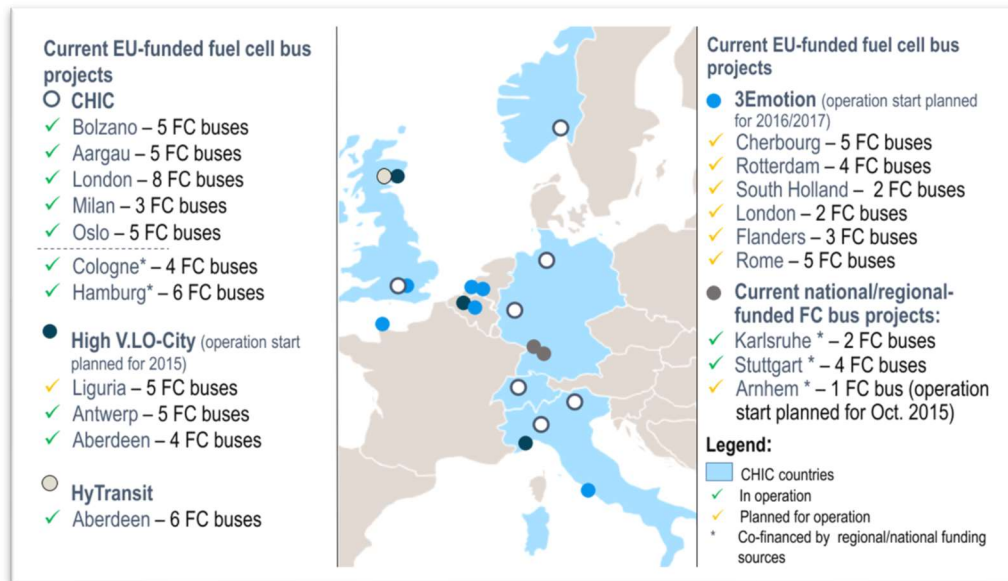 Current EU-funded fuel cell bus
projects
CHIC
Bolzano – 5 FC buses
Aargau – 5 FC buses
London – 8 FC buses
Milan – 3 FC buses
Oslo – 5 FC buses
Cologne* – 4 FC buses
Hamburg* – 6 FC buses
High V.LO-City (operation start
planned for 2015)
Liguria – 5 FC buses
Antwerp – 5 FC buses
Aberdeen – 4 FC buses
HyTransit
Aberdeen – 6 FC buses
Current EU-funded fuel cell bus
projects
3Emotion (operation start planned
for 2016/2017)
Cherbourg – 5 FC buses
Rotterdam – 4 FC buses
South Holland – 2 FC buses
London – 2 FC buses
Flanders – 3 FC buses
Rome – 5 FC buses
Current national/regional-
funded FC bus projects:
Karlsruhe * – 2 FC buses
Stuttgart * – 4 FC buses
Arnhem * – 1 FC bus (operation
start planned for Oct. 2015)
Legend:
CHIC countries
In operation
Planned for operation
* Co-financed by regional/national funding
sources